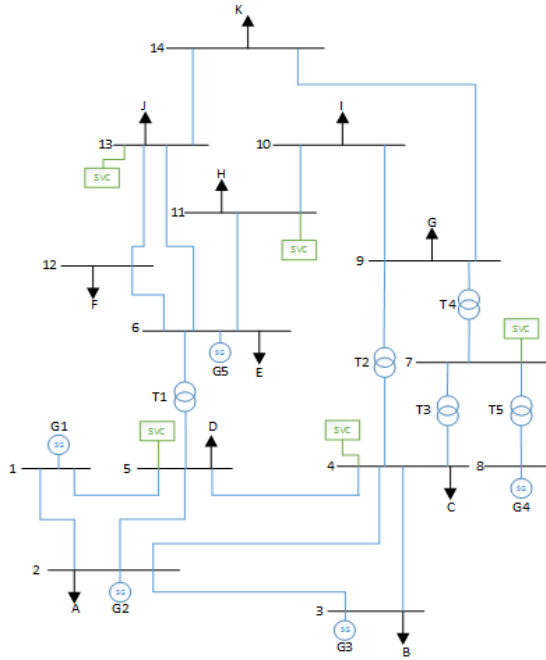 K
14
J
I
13
10
SVC
H
11
G
SVC
12
9
F
T4
6
SVC
G5
E
T2
7
T1
T3
T5
G1
SG
SVC
D
SVC
1
5
4
8
C
SG
G4
2
A
SG
G2
3
SG
G3
B
SG